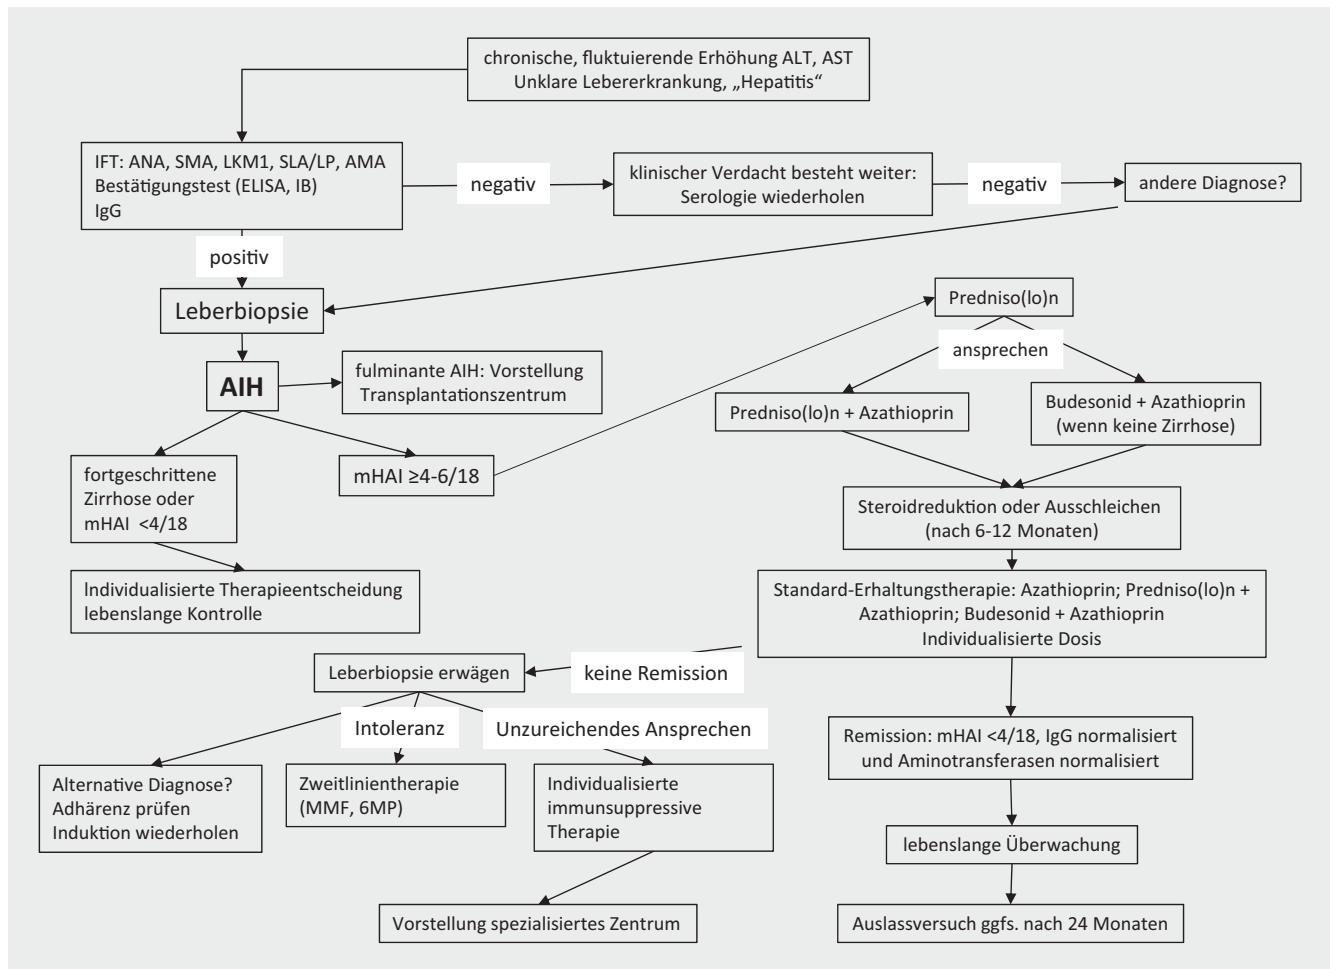 chronische, fluktuierende Erhöhung ALT, AST
Unklare Lebererkrankung, „Hepatitis“
IFT: ANA, SMA, LKM1, SLA/LP, AMA
Bestätigungstest (ELISA, IB)
IgG
negativ
klinischer Verdacht besteht weiter:
Serologie wiederholen
negativ
andere Diagnose?
positiv
Leberbiopsie
AIH
fulminante AIH: Vorstellung
Transplantationszentrum
fortgeschrittene
Zirrhose oder
mHAI <4/18
mHAI ≥4-6/18
Individualisierte Therapieentscheidung
lebenslange Kontrolle
Predniso(lo)n
ansprechen
Predniso(lo)n + Azathioprin
Budesonid + Azathioprin
(wenn keine Zirrhose)
Steroidreduktion oder Ausschleichen
(nach 6-12 Monaten)
Standard-Erhaltungstherapie: Azathioprin; Predniso(lo)n +
Azathioprin; Budesonid + Azathioprin
Individualisierte Dosis
keine Remission
Leberbiopsie erwägen
Intoleranz
Unzureichendes Ansprechen
Alternative Diagnose?
Adhärenz prüfen
Induktion wiederholen
Zweitlinientherapie
(MMF, 6MP)
Individualisierte
immunsuppressive
Therapie
Vorstellung spezialisiertes Zentrum
Remission: mHAI <4/18, IgG normalisiert
und Aminotransferasen normalisiert
lebenslange Überwachung
Auslassversuch ggfs. nach 24 Monaten